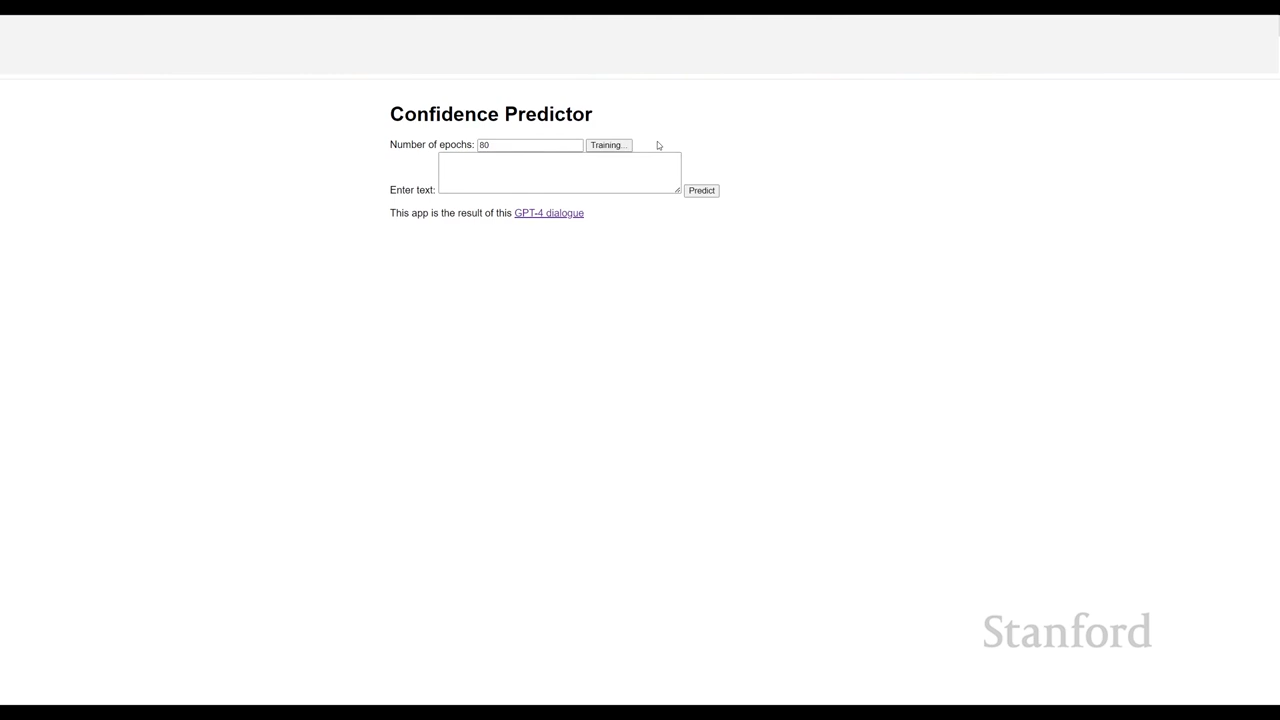 Confidence Predictor
Number of epochs: 80 Training...
Enter text: Predict
This app is the result of this GPT-4 dialogue
Stanford